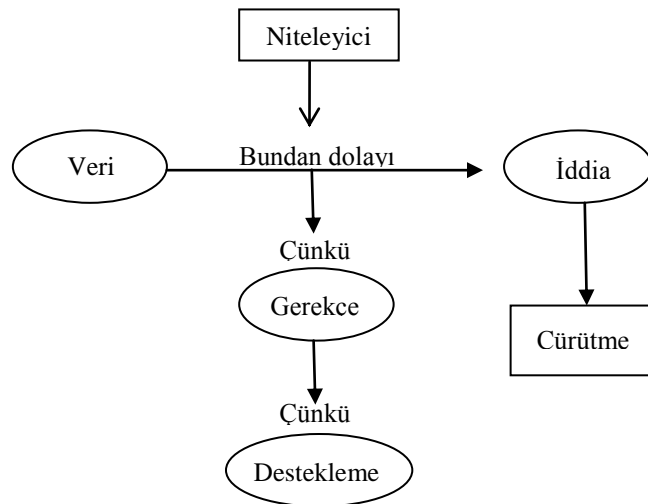 Niteleyici
Veri
Bundan dolayı
İddia
Çünkü
Gerekce
Cürütme
Çünkü
Destekleme